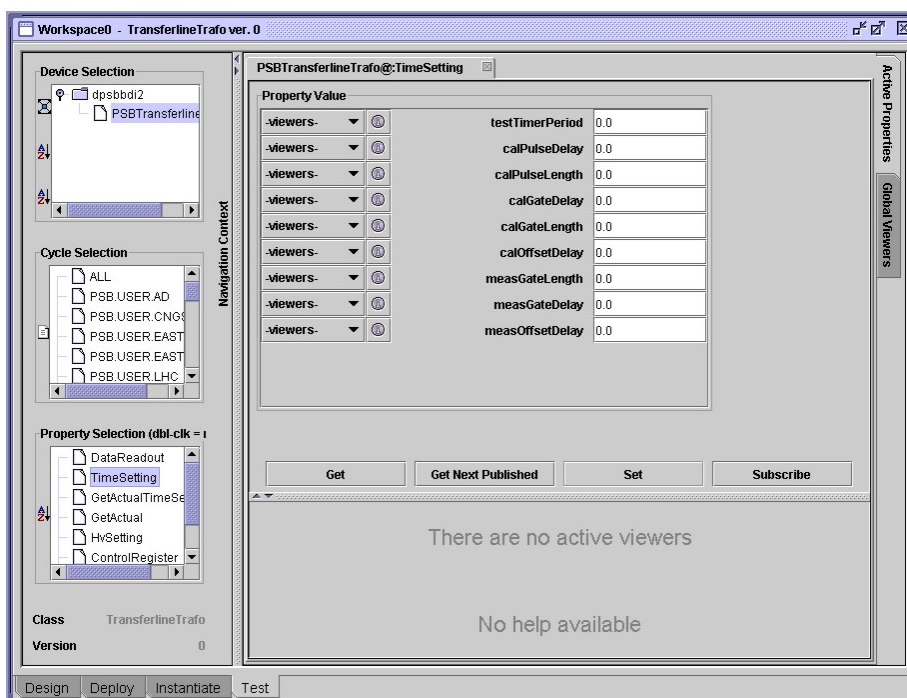 Workspace0 - TransferlineTrafo ver. 0
Device Selection
dpsbbdi2
PSBTransferline
Cycle Selection
ALL
PSB.USER.AD
PSB.USER.CNGS
PSB.USER.EAST
PSB.USER.EAST
PSB.USER.LHC
Property Selection (dbl-clk =
DataReadout
TimeSetting
GetActualTimeSe
GetActual
HvSetting
ControlRegister
Class TransferlineTrafo
Version 0
Navigation Context
PSBTransferlineTrafo@:TimeSetting
Property Value
-viewers- testTimerPeriod 0.0
-viewers- calPulseDelay 0.0
-viewers- calPulseLength 0.0
-viewers- calGateDelay 0.0
-viewers- calGateLength 0.0
-viewers- calOffsetDelay 0.0
-viewers- measGateLength 0.0
-viewers- measGateDelay 0.0
-viewers- measOffsetDelay 0.0
Get Get Next Published Set Subscribe
There are no active viewers
No help available
Active Properties
Global Viewers
Design Deploy Instantiate Test